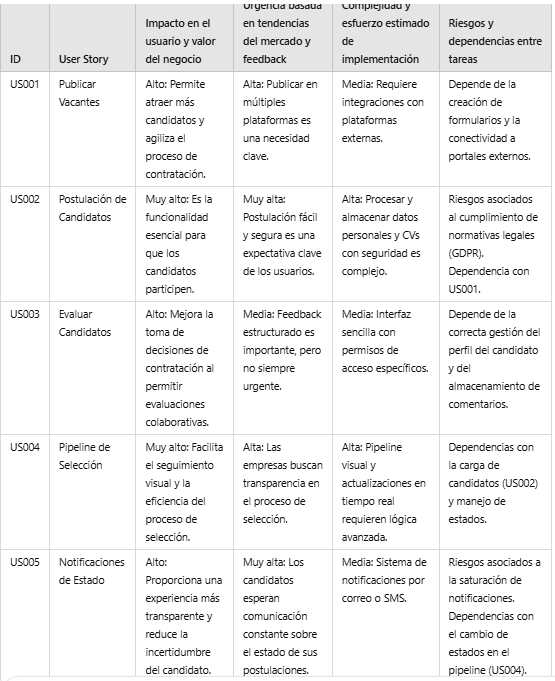 ID
User Story
Impacto en el
usuario y valor
del negocio
Urgencia basada
en tendencias
del mercado y
feedback
Complejidad y
esfuerzo estimado
de
implementación
Riesgos y
dependencias entre
tareas
US001
Publicar
Vacantes
Alto: Permite
atraer más
candidatos y
agiliza el
proceso de
contratación.
Alta: Publicar en
múltiples
plataformas es
una necesidad
clave.
Media: Requiere
integraciones con
plataformas
externas.
Depende de la
creación de
formularios y la
conectividad a
portales externos.
US002
Postulación de
Candidatos
Muy alto: Es la
funcionalidad
esencial para
que los
candidatos
participen.
Muy alta:
Postulación fácil
y segura es una
expectativa clave
de los usuarios.
Alta: Procesar y
almacenar datos
personales y CVs
con seguridad es
complejo.
Riesgos asociados
al cumplimiento de
normativas legales
(GDPR).
Dependencia con
US001.
US003
Evaluar
Candidatos
Alto: Mejora la
toma de
decisiones de
contratación al
permitir
evaluaciones
colaborativas.
Media: Feedback
estructurado es
importante, pero
no siempre
urgente.
Media: Interfaz
sencilla con
permisos de
acceso específicos.
Depende de la
correcta gestión del
perfil del candidato
y del
almacenamiento de
comentarios.
US004
Pipeline de
Selección
Muy alto: Facilita
el seguimiento
visual y la
eficiencia del
proceso de
selección.
Alta: Las
empresas buscan
transparencia en
el proceso de
selección.
Alta: Pipeline
visual y
actualizaciones en
tiempo real
requieren lógica
avanzada.
Dependencias con
la carga de
candidatos (US002)
y manejo de
estados.
US005
Notificaciones
de Estado
Alto:
Proporciona una
experiencia más
transparente y
reduce la
incertidumbre
del candidato.
Muy alta: Los
candidatos
esperan
comunicación
constante sobre
el estado de sus
postulaciones.
Media: Sistema de
notificaciones por
correo o SMS.
Riesgos asociados a
la saturación de
notificaciones.
Dependencias con
el cambio de
estados en el
pipeline (US004).